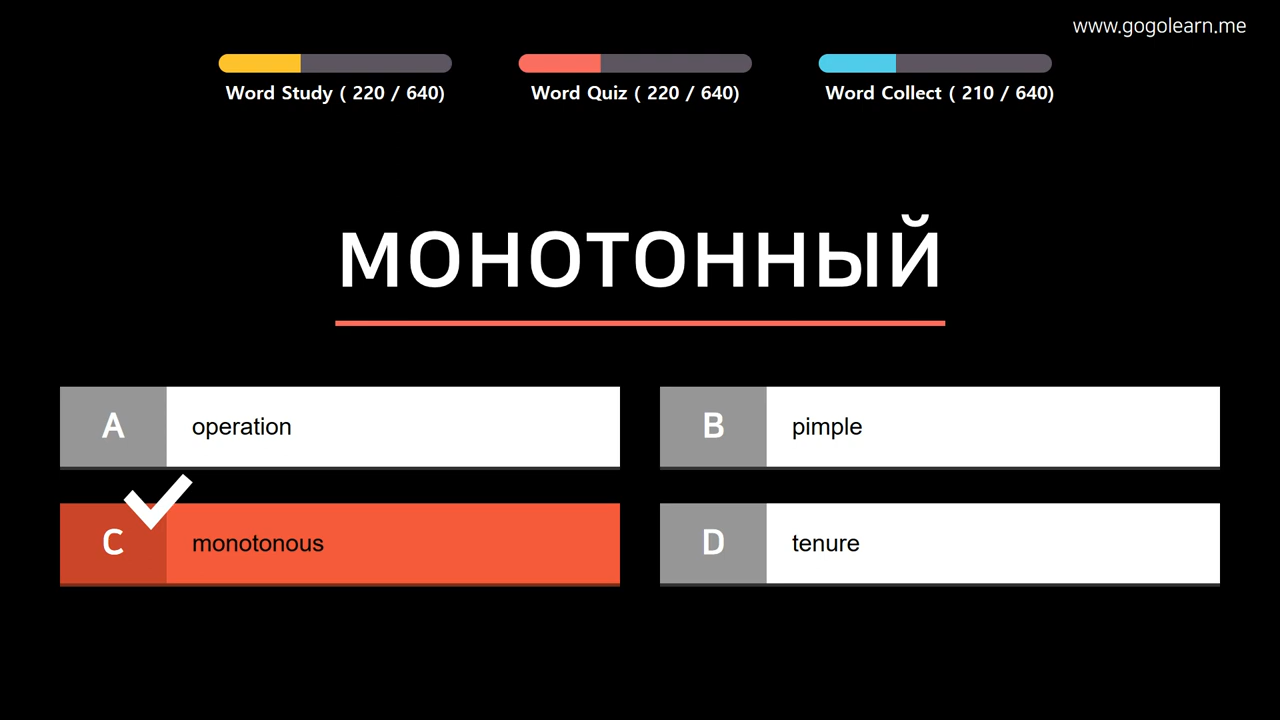 www.gogolearn.me
Word Study ( 220 / 640)
Word Quiz ( 220 / 640)
Word Collect ( 210 / 640)
монотонный
A operation
B pimple
C monotonous
D tenure